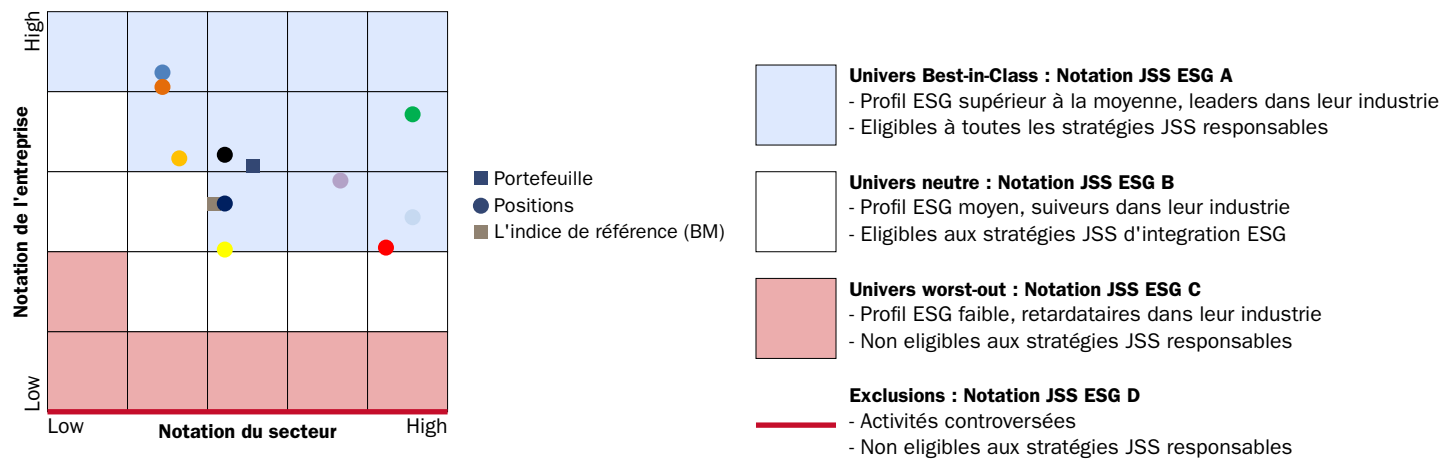 High
Notation de l'entreprise
Low
Low
Notation du secteur
High
Portefeuille
Positions
L'indice de référence (BM)
Univers Best-in-Class : Notation JSS ESG A
- Profil ESG supérieur à la moyenne, leaders dans leur industrie
- Eligibles à toutes les stratégies JSS responsables
Univers neutre : Notation JSS ESG B
- Profil ESG moyen, suiveurs dans leur industrie
- Eligibles aux stratégies JSS d'integration ESG
Univers worst-out : Notation JSS ESG C
- Profil ESG faible, retardataires dans leur industrie
- Non eligibles aux stratégies JSS responsables
Exclusions : Notation JSS ESG D
- Activités controversées
- Non eligibles aux stratégies JSS responsables